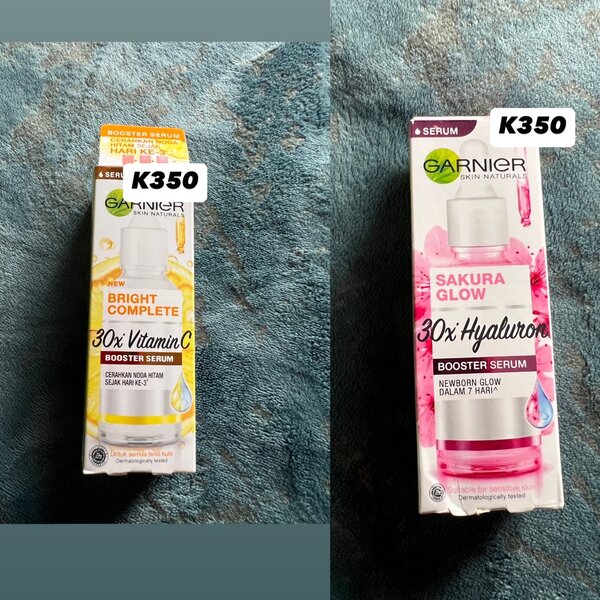 BOOSTER SERUM
CERAHKAN NODA
HITAM SEJAK
HARI KE-3
K350
GARNIER
SKIN NATURALS
NEW
BRIGHT
COMPLETE
30x Vitamin C
BOOSTER SERUM
CERAHKAN NODA HITAM
SEJAK HARI KE-3*
Untuk semua jenis kulit
Dermatologically tested
SERUM
K350
GARNIER
SKIN NATURALS
SAKURA
GLOW
30x Hyaluron
BOOSTER SERUM
NEWBORN GLOW
DALAM 7 HARI^
Suitable for sensitive skin
Dermatologically tested